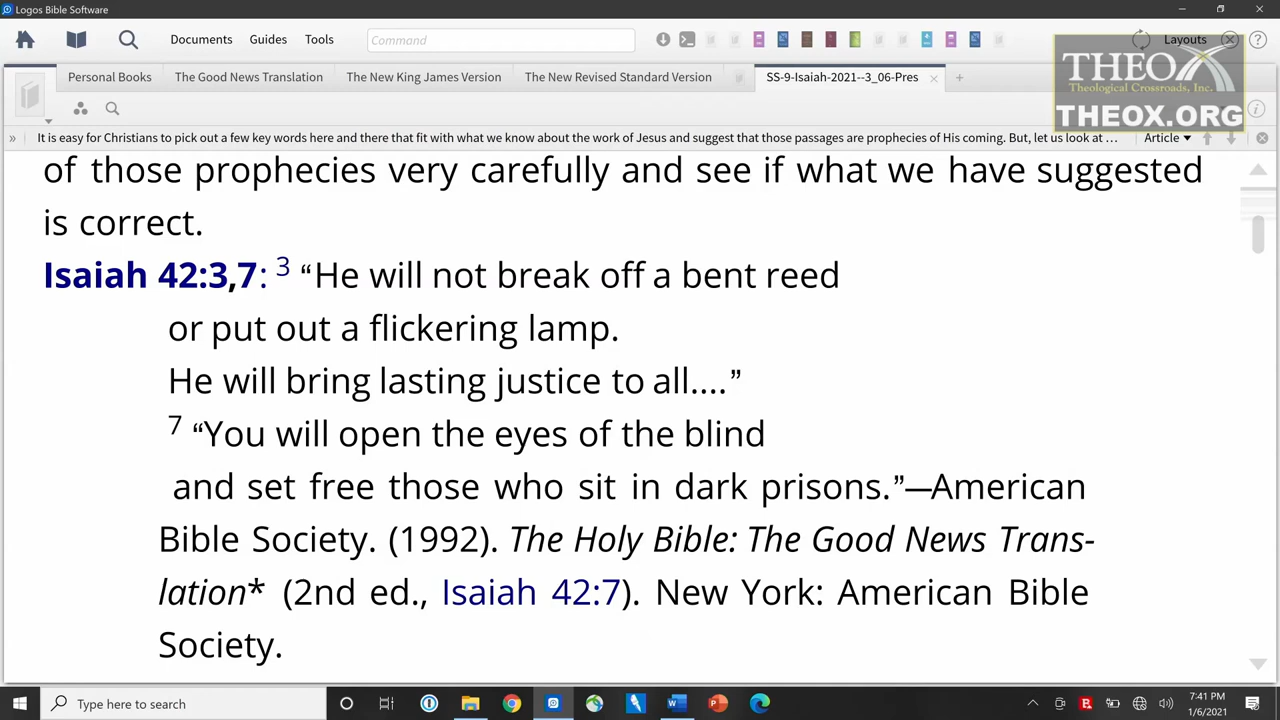 Logos Bible Software
Documents Guides Tools Command Layouts
THEOX
Theological Crossroads, Inc.
THEOX.ORG
Personal Books The Good News Translation The New King James Version The New Revised Standard Version SS-9-Isaiah-2021--3_06-Pres
It is easy for Christians to pick out a few key words here and there that fit with what we know about the work of Jesus and suggest that those passages are prophecies of His coming. But, let us look at ... Article
of those prophecies very carefully and see if what we have suggested
is correct.
Isaiah 42:3,7: 3 “He will not break off a bent reed
or put out a flickering lamp.
He will bring lasting justice to all....”
7 “You will open the eyes of the blind
and set free those who sit in dark prisons.”—American
Bible Society. (1992). The Holy Bible: The Good News Trans-
lation* (2nd ed., Isaiah 42:7). New York: American Bible
Society.
Type here to search
7:41 PM
1/6/2021